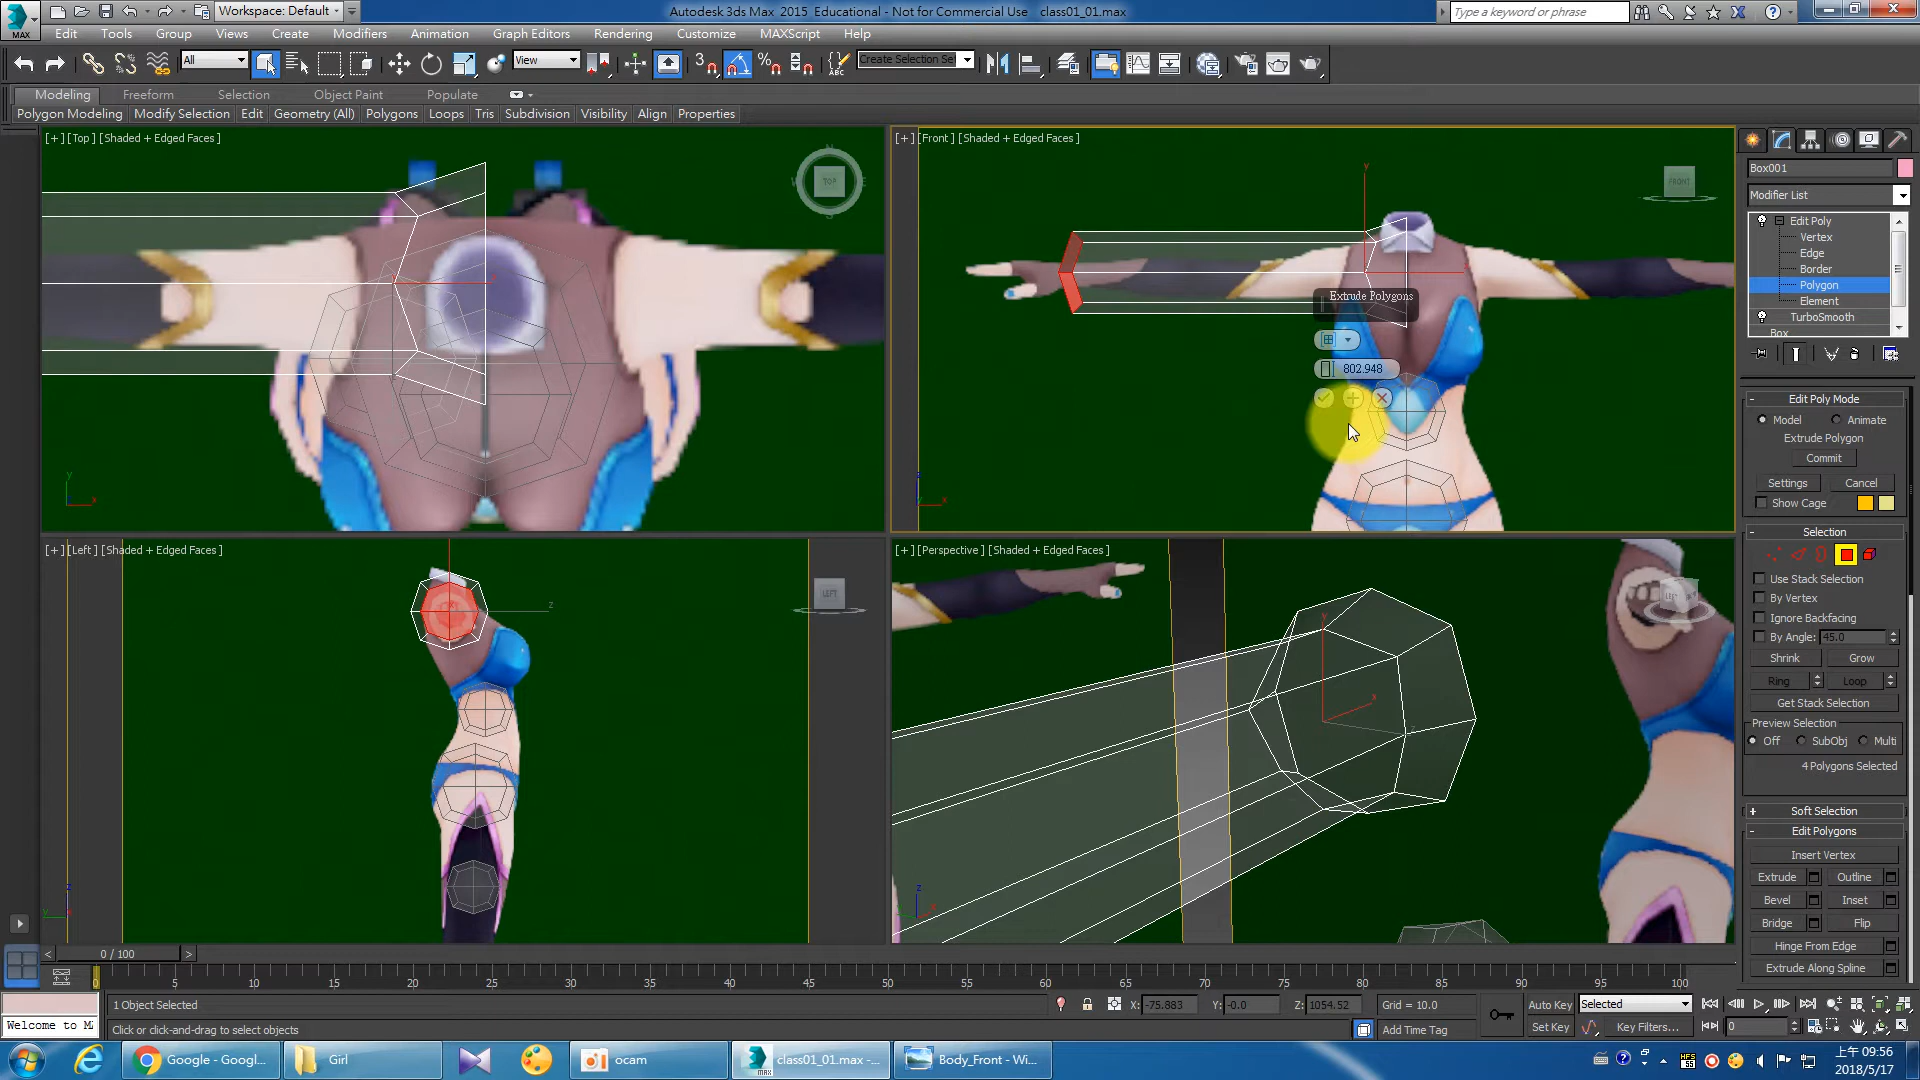 Workspace: Default
Autodesk 3ds Max 2015 Educational - Not for Commercial Use class01_01.max
Type a keyword or phrase
MAX
Edit Tools Group Views Create Modifiers Animation Graph Editors Rendering Customize MAXScript Help
All
View
3
Create Selection Se
Modeling Freeform Selection Object Paint Populate
Polygon Modeling Modify Selection Edit Geometry (All) Polygons Loops Tris Subdivision Visibility Align Properties
[+] [Top] [Shaded + Edged Faces]
TOP
[+] [Front] [Shaded + Edged Faces]
FRONT
Extrude Polygons
802.948
[+] [Left] [Shaded + Edged Faces]
LEFT
[+] [Perspective] [Shaded + Edged Faces]
Box001
Modifier List
Edit Poly
Vertex
Edge
Border
Polygon
Element
TurboSmooth
Box
- Edit Poly Mode
Model Animate
Extrude Polygon
Commit
Settings Cancel
Show Cage
- Selection
Use Stack Selection
By Vertex
Ignore Backfacing
By Angle: 45.0
Shrink Grow
Ring Loop
Get Stack Selection
Preview Selection
Off SubObj Multi
4 Polygons Selected
+ Soft Selection
- Edit Polygons
Insert Vertex
Extrude Outline
Bevel Inset
Bridge Flip
Hinge From Edge
Extrude Along Spline
< 0 / 100 >
0 5 10 15 20 25 30 35 40 45 50 55 60 65 70 75 80 85 90 95 100
1 Object Selected
X: -75.883 Y: -0.0 Z: 1054.52 Grid = 10.0
Auto Key Selected
Welcome to M
Click or click-and-drag to select objects
Add Time Tag
Set Key Key Filters... 0
Google - Googl...
Girl
ocam
class01_01.max -...
Body_Front - Wi...
上午 09:56
2018/5/17